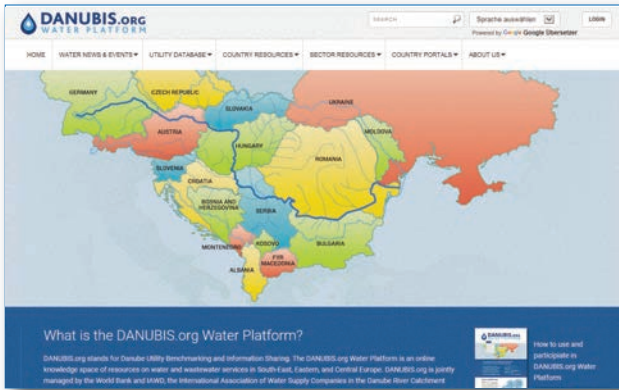 DANUBIS.org
WATER PLATFORM
SEARCH
Sprache auswählen
LOGIN
Powered by Google Google Übersetzer
HOME
WATER NEWS & EVENTS
UTILITY DATABASE
COUNTRY RESOURCES
SECTOR RESOURCES
COUNTRY PORTALS
ABOUT US
GERMANY
CZECH REPUBLIC
SLOVAKIA
UKRAINE
AUSTRIA
HUNGARY
MOLDOVA
SLOVENIA
ROMANIA
CROATIA
BOSNIA AND
HERZEGOVINA
SERBIA
MONTENEGRO
KOSOVO
BULGARIA
FYR
MACEDONIA
ALBANIA
What is the DANUBIS.org Water Platform?
DANUBIS.org stands for Danube Utility Benchmarking and Information Sharing. The DANUBIS.org Water Platform is an online
knowledge space of resources on water and wastewater services in South-East, Eastern, and Central Europe. DANUBIS.org is jointly
managed by the World Bank and IAWD, the International Association of Water Supply Companies in the Danube River Catchment
How to use and
participate in
DANUBIS.org Water
Platform